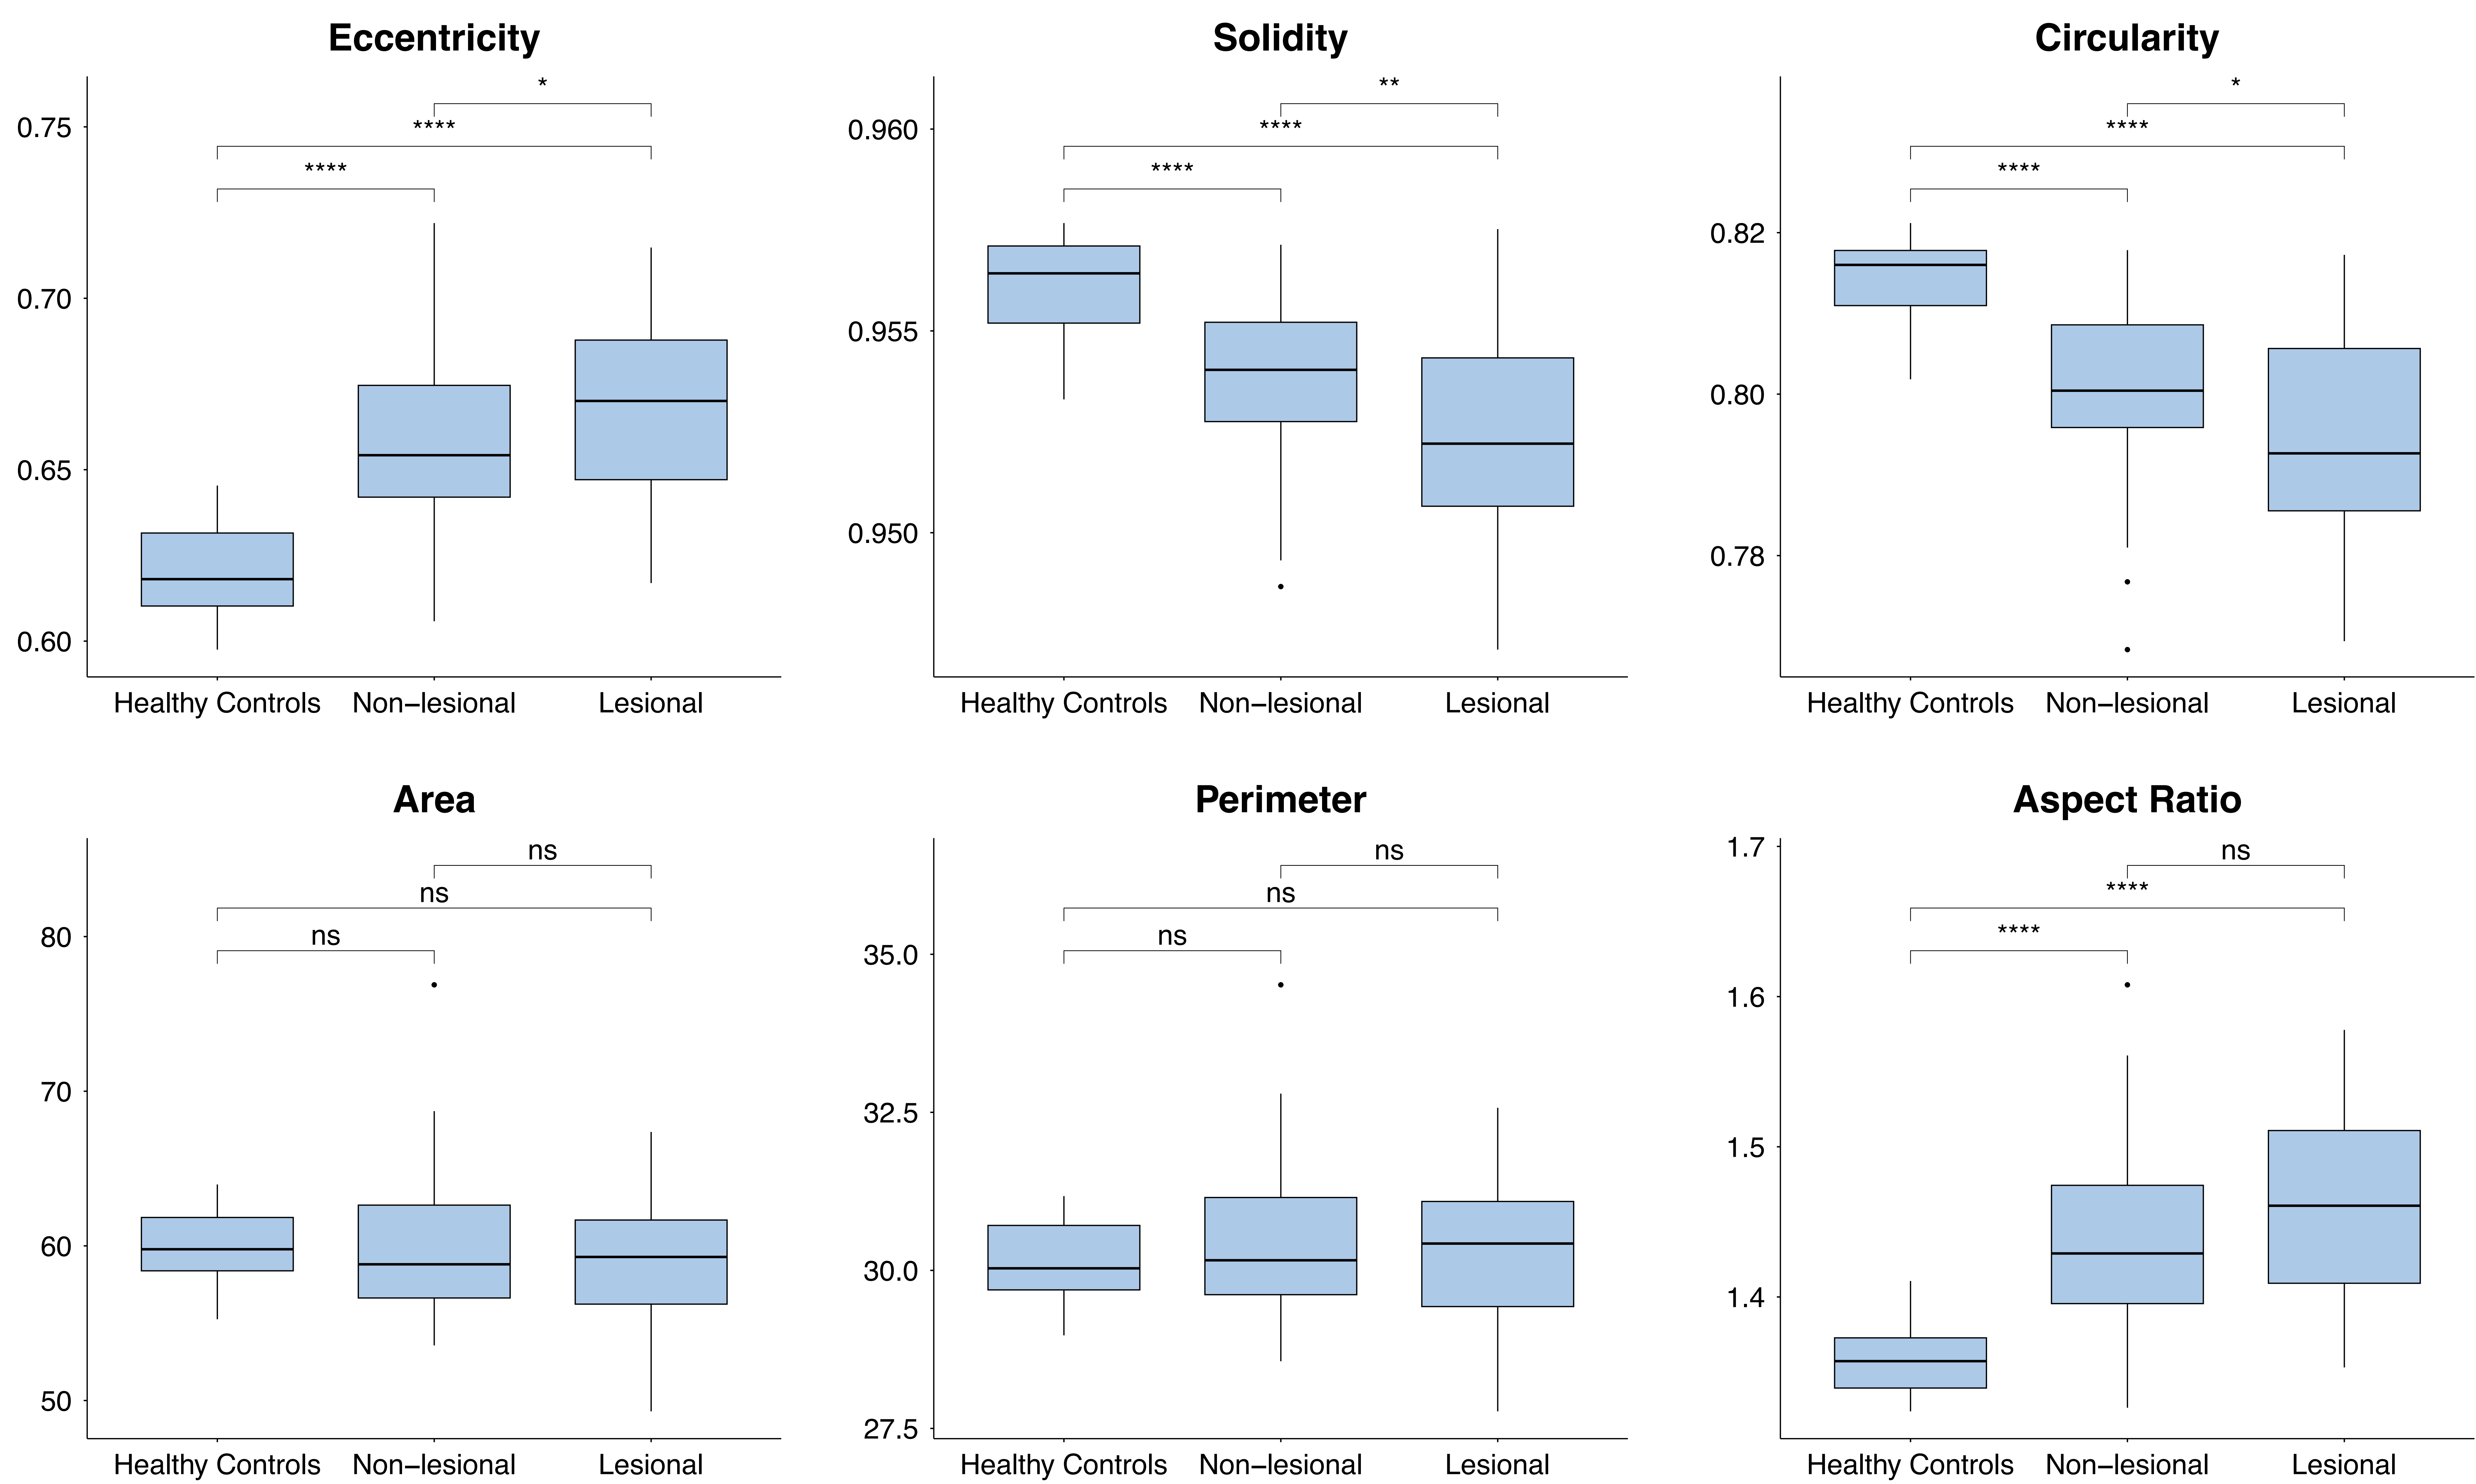 Eccentricity
*
****
****
0.75
0.70
0.65
0.60
Healthy Controls Non−lesional Lesional
Solidity
**
****
****
0.960
0.955
0.950
Healthy Controls Non−lesional Lesional
Circularity
*
****
****
0.82
0.80
0.78
Healthy Controls Non−lesional Lesional
Area
ns
ns
ns
80
70
60
50
Healthy Controls Non−lesional Lesional
Perimeter
ns
ns
ns
35.0
32.5
30.0
27.5
Healthy Controls Non−lesional Lesional
Aspect Ratio
ns
****
****
1.7
1.6
1.5
1.4
Healthy Controls Non−lesional Lesional